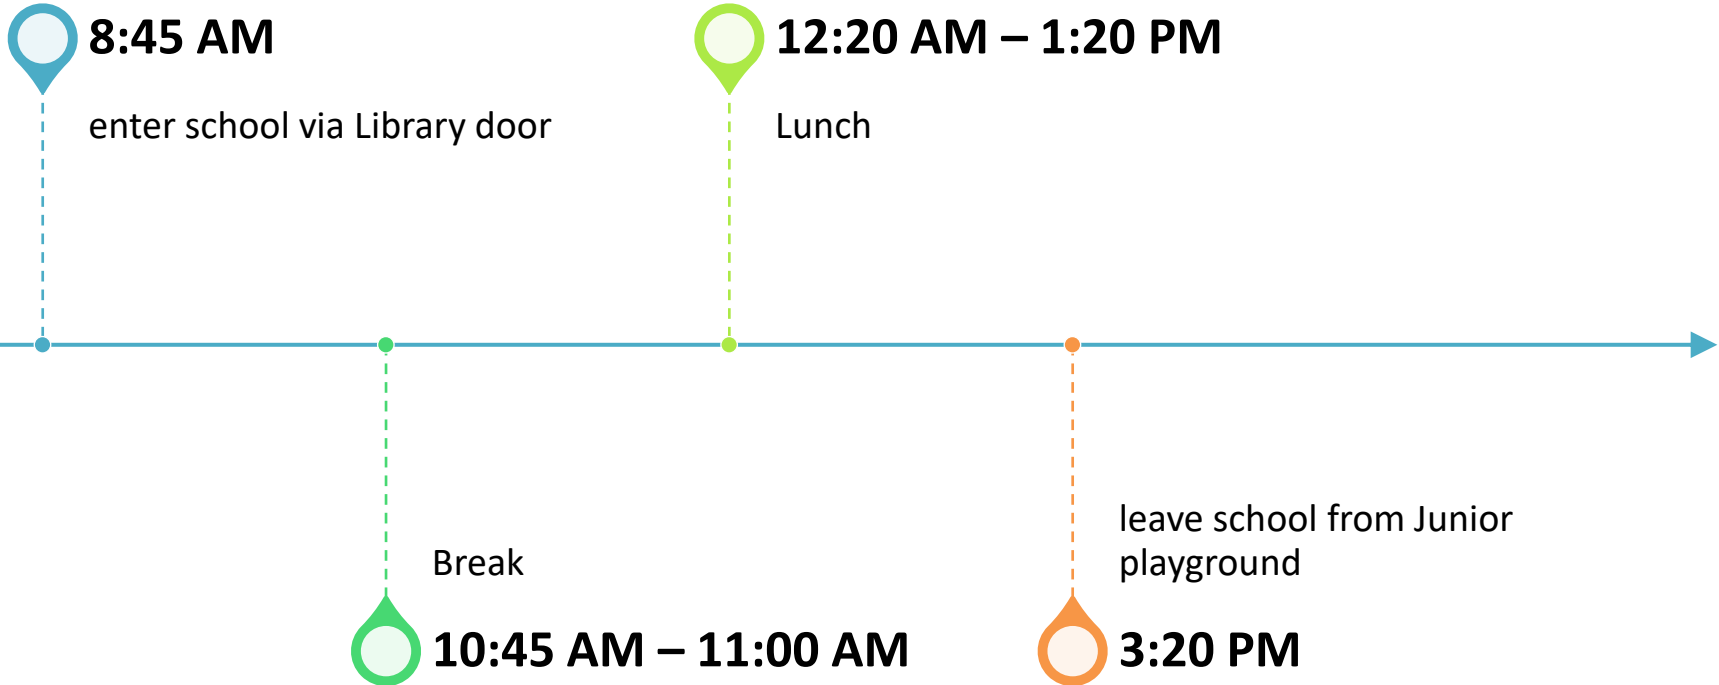 8:45 AM
enter school via Library door
Break
10:45 AM – 11:00 AM
12:20 AM – 1:20 PM
Lunch
leave school from Junior
playground
3:20 PM